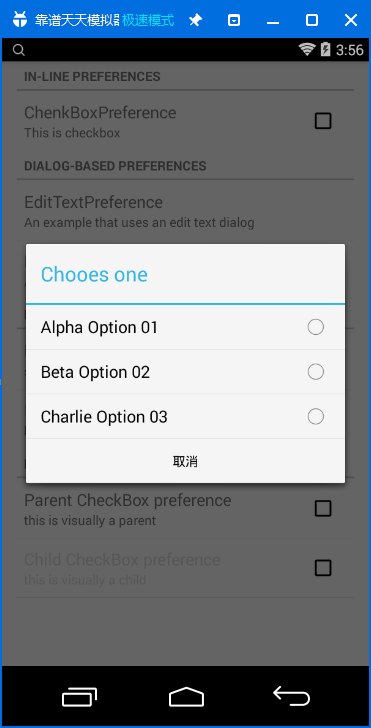 靠谱天天模拟器 极速模式
3:56
IN-LINE PREFERENCES
ChenkBoxPreference
This is checkbox
DIALOG-BASED PREFERENCES
EditTextPreference
An example that uses an edit text dialog
Chooes one
Alpha Option 01
Beta Option 02
Charlie Option 03
取消
Parent CheckBox preference
this is visually a parent
Child CheckBox preference
this is visually a child